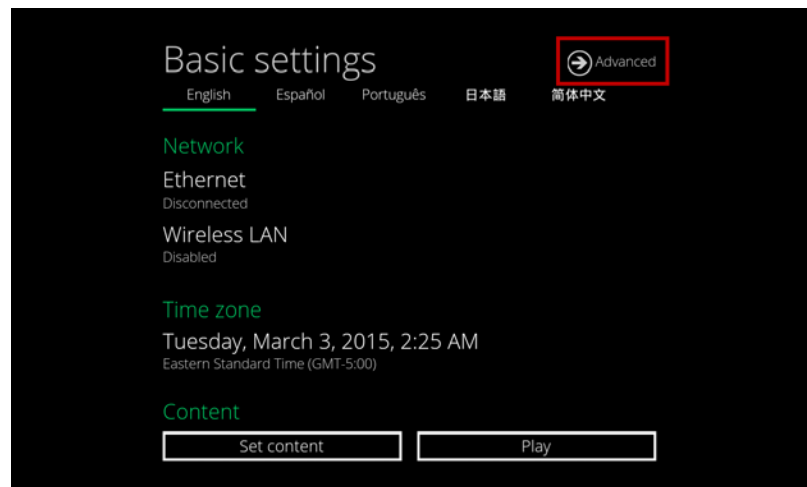 Basic settings
Advanced
English Español Português 日本語 简体中文
Network
Ethernet
Disconnected
Wireless LAN
Disabled
Time zone
Tuesday, March 3, 2015, 2:25 AM
Eastern Standard Time (GMT-5:00)
Content
Set content Play